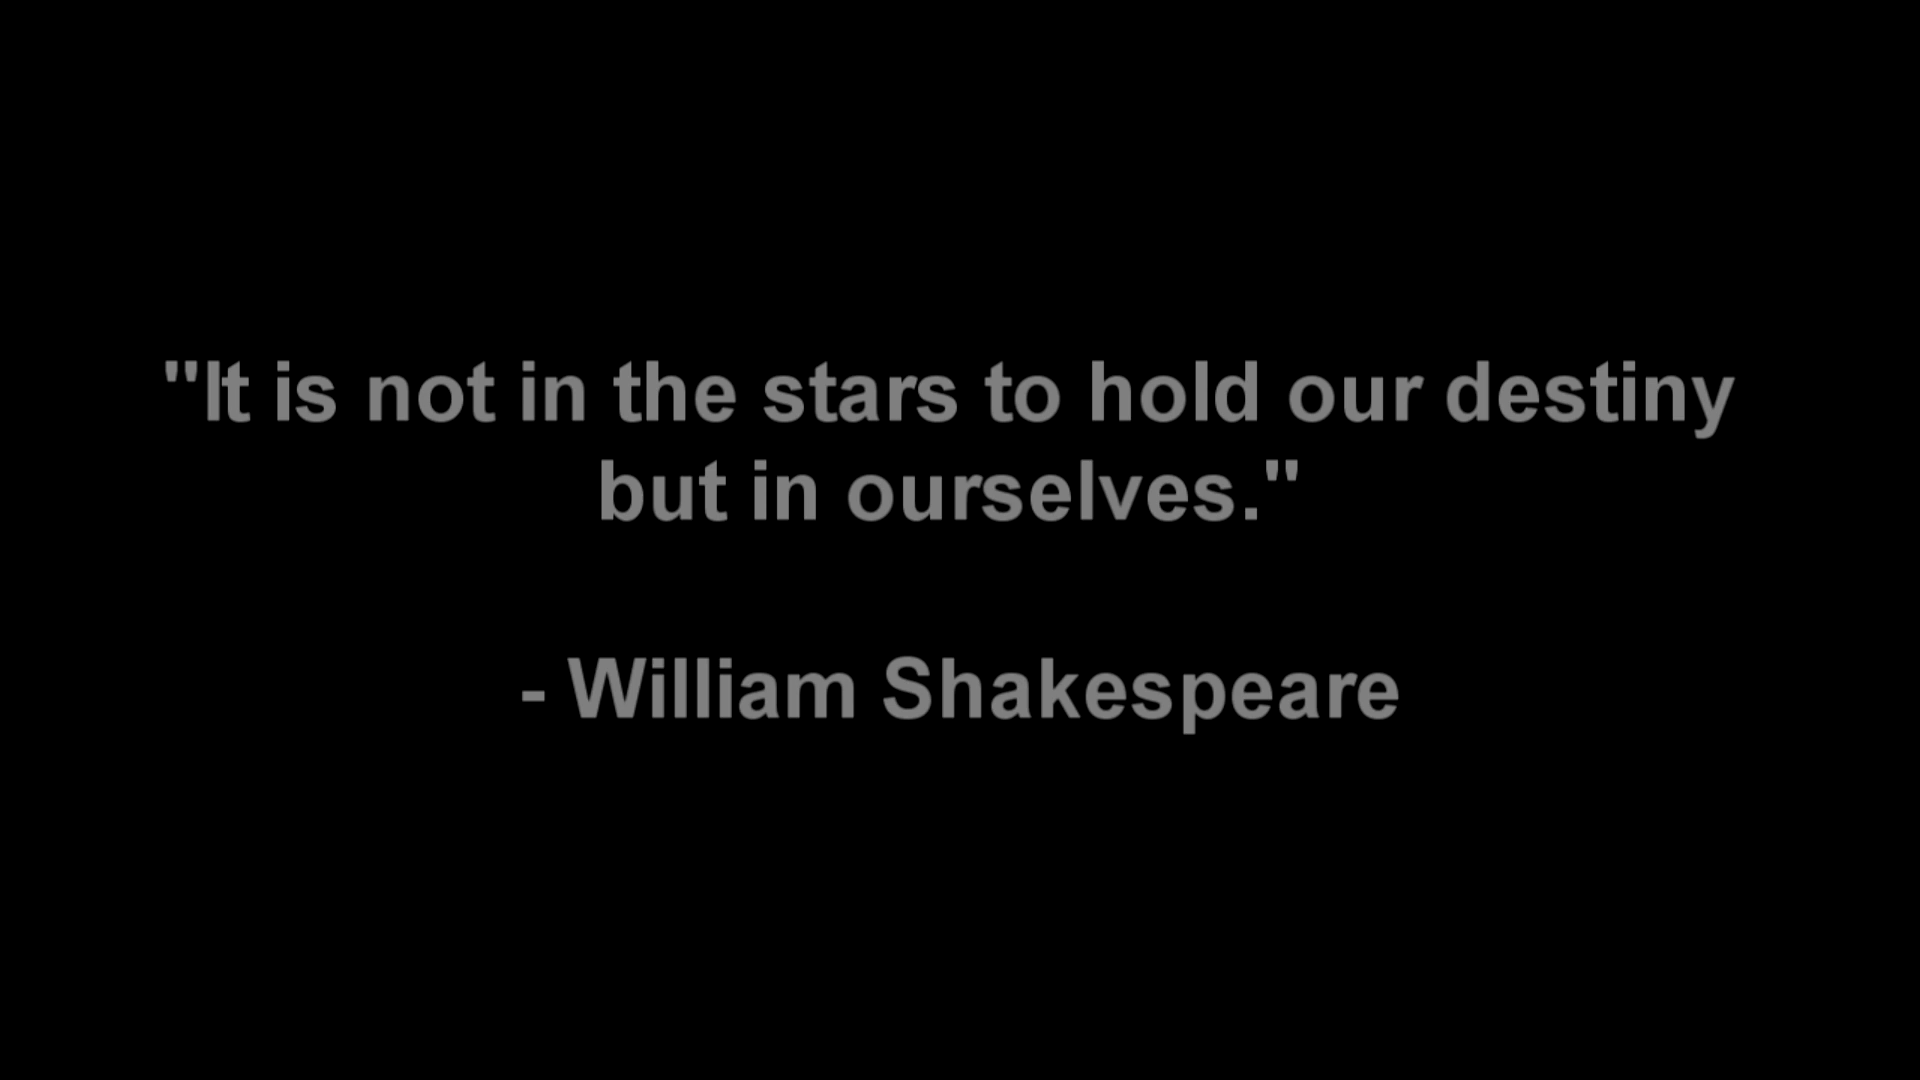 "It is not in the stars to hold our destiny
but in ourselves."
- William Shakespeare